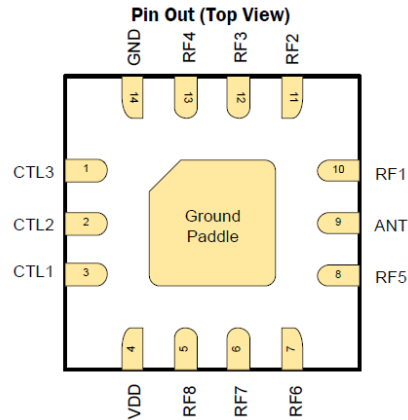 Pin Out (Top View)
GND
RF4
RF3
RF2
14
13
12
11
CTL3
1
10
RF1
CTL2
2
Ground
Paddle
9
ANT
CTL1
3
8
RF5
4
5
6
7
VDD
RF8
RF7
RF6